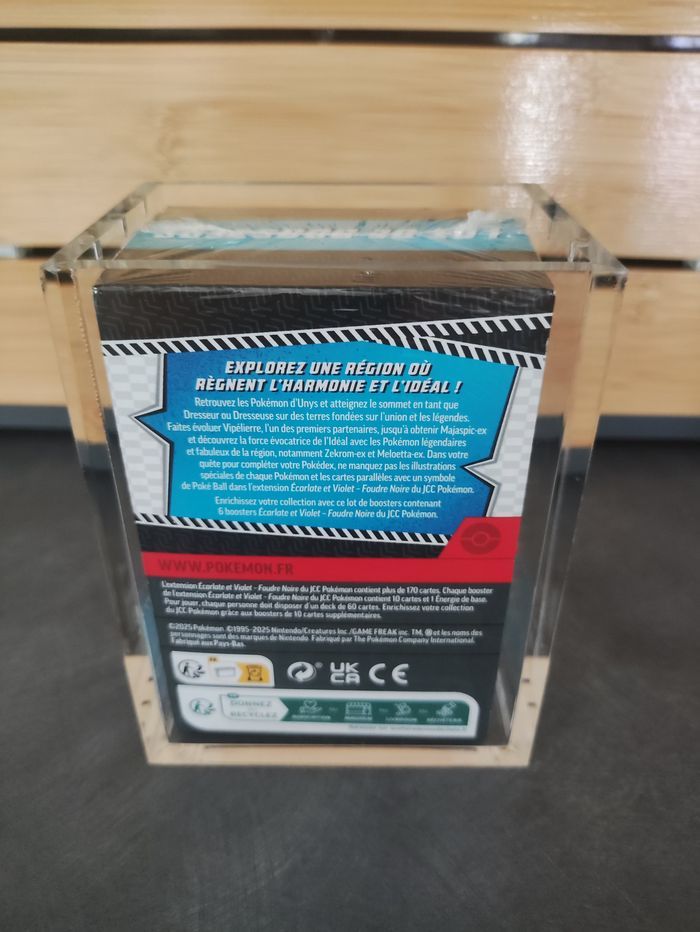 EXPLOREZ UNE RÉGION OÙ
RÈGNENT L'HARMONIE ET L'IDÉAL !
Retrouvez les Pokémon d'Unys et atteignez le sommet en tant que
Dresseur ou Dresseuse sur des terres fondées sur l'union et les légendes.
Faites évoluer Vipélierre, l'un des premiers partenaires, jusqu'à obtenir Majaspic-ex
et découvrez la force évocatrice de l'Idéal avec les Pokémon légendaires
et fabuleux de la région, notamment Zekrom-ex et Meloetta-ex. Dans votre
quête pour compléter votre Pokédex, ne manquez pas les illustrations
spéciales de chaque Pokémon et les cartes parallèles avec un symbole
de Poké Ball dans l'extension Écarlate et Violet – Foudre Noire du JCC Pokémon.
Enrichissez votre collection avec ce lot de boosters contenant
6 boosters Écarlate et Violet – Foudre Noire du JCC Pokémon.
WWW.POKEMON.FR
L'extension Écarlate et Violet – Foudre Noire du JCC Pokémon contient plus de 170 cartes. Chaque booster
de l'extension Écarlate et Violet – Foudre Noire du JCC Pokémon contient 10 cartes et 1 Énergie de base.
Pour jouer, chaque personne doit disposer d'un deck de 60 cartes. Enrichissez votre collection
du JCC Pokémon grâce aux boosters de 10 cartes supplémentaires.
©2025 Pokémon. ©1995-2025 Nintendo/Creatures Inc./GAME FREAK inc. TM, ® et les noms des
personnages sont des marques de Nintendo. Fabriqué par The Pokémon Company International.
Fabriqué aux Pays-Bas.
FR
UK
CA CE
DONNEZ
RECYCLEZ